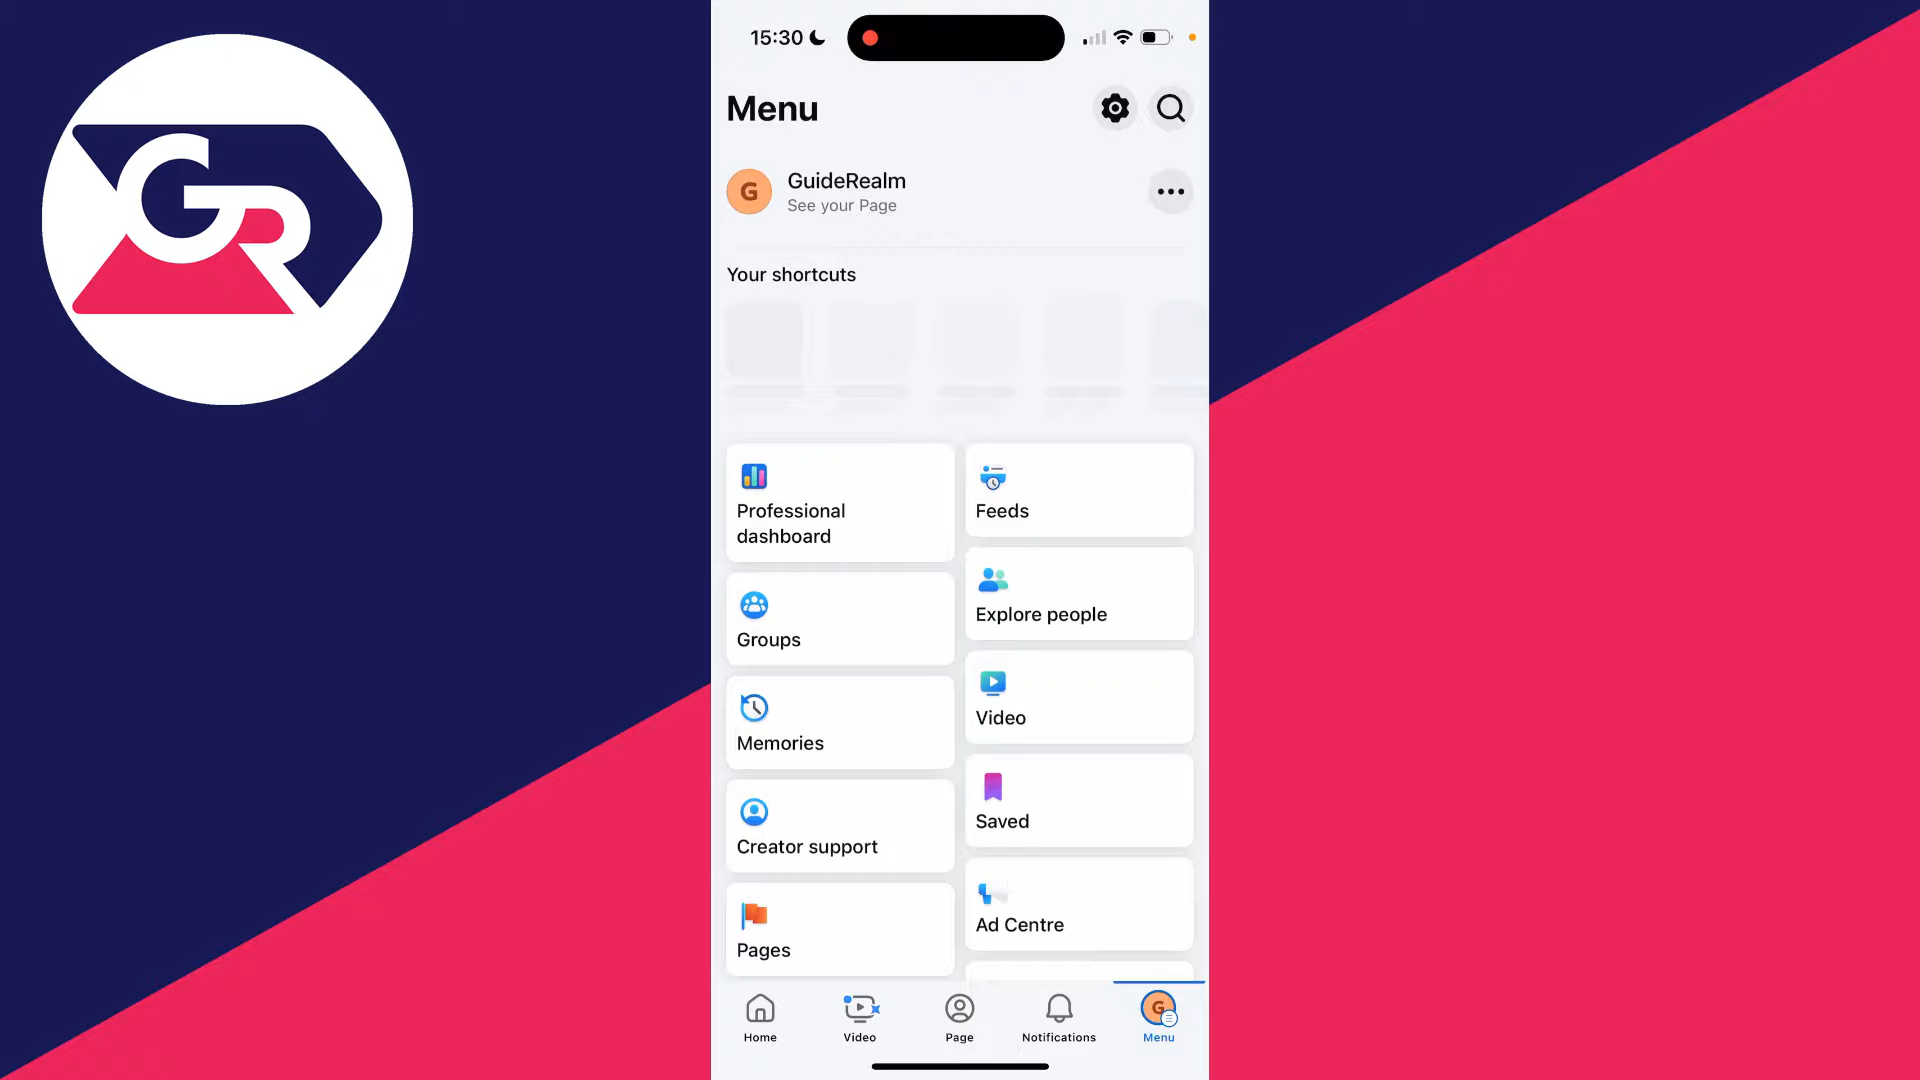 GR
15:30
Menu
G
GuideRealm
See your Page
Your shortcuts
Professional
dashboard
Feeds
Groups
Explore people
Memories
Video
Creator support
Saved
Pages
Ad Centre
Home
Video
Page
Notifications
G
Menu